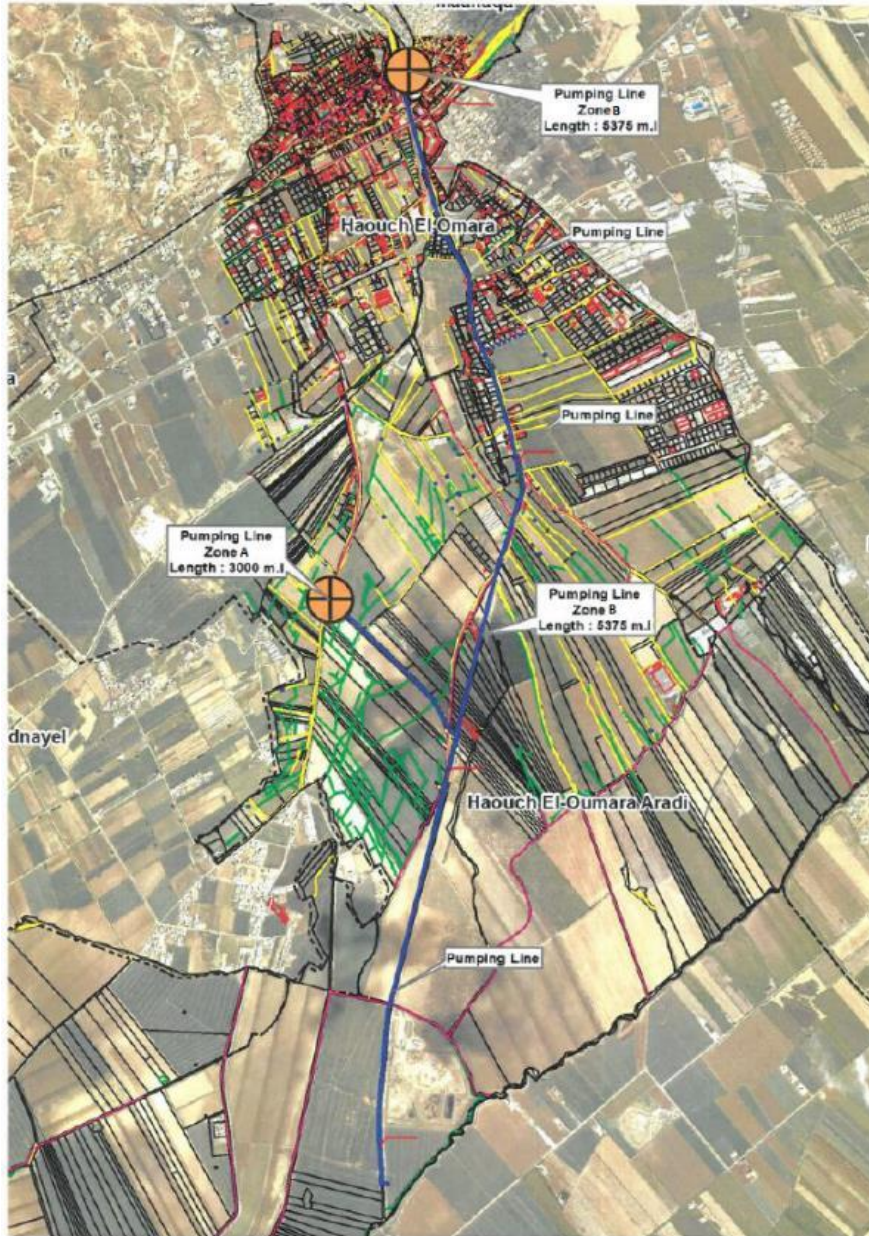 Pumping Line
Zone B
Length : 5375 m.l
Haouch El-Omara
Pumping Line
Pumping Line
Pumping Line
Zone A
Length : 3000 m.l
Pumping Line
Zone B
Length : 5375 m.l
dnayel
Haouch El-Oumara Aradi
Pumping Line